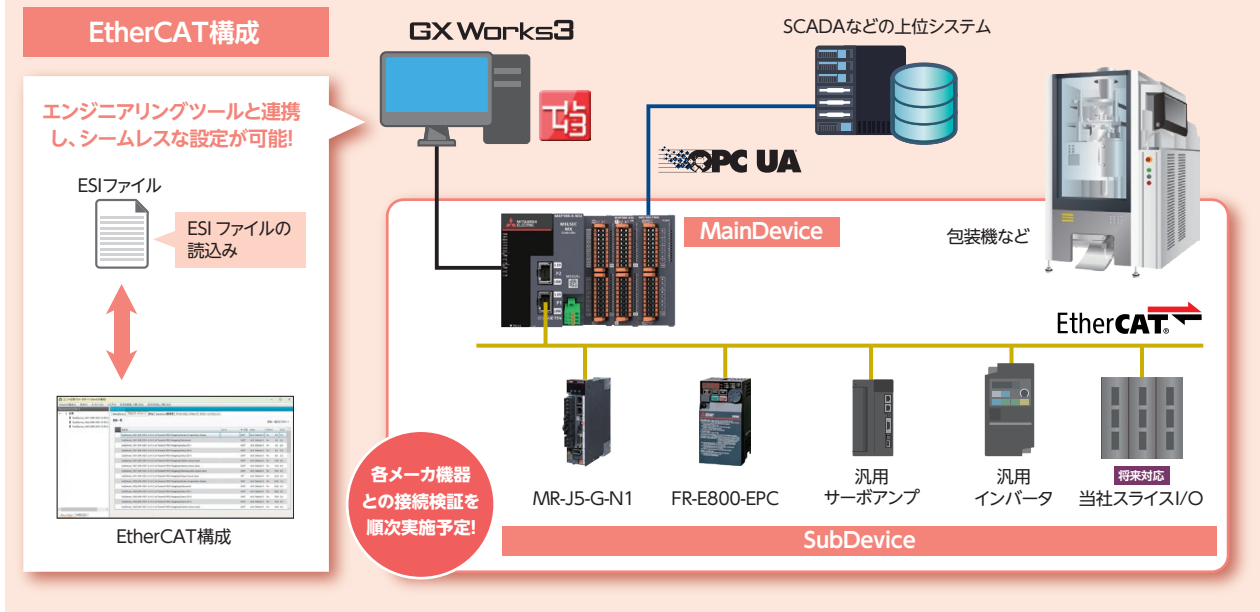 EtherCAT構成
エンジニアリングツールと連携
し、シームレスな設定が可能!
ESIファイル
ESI ファイルの
読込み
EtherCAT構成
GX Works3
SCADAなどの上位システム
OPC UA
MITSUBISHI
ELECTRIC
MELSEC
MX
MainDevice
包装機など
EtherCAT®
MR-J5-G-N1
FR-E800-EPC
汎用
サーボアンプ
汎用
インバータ
将来対応
当社スライスI/O
各メーカ機器
との接続検証を
順次実施予定!
SubDevice